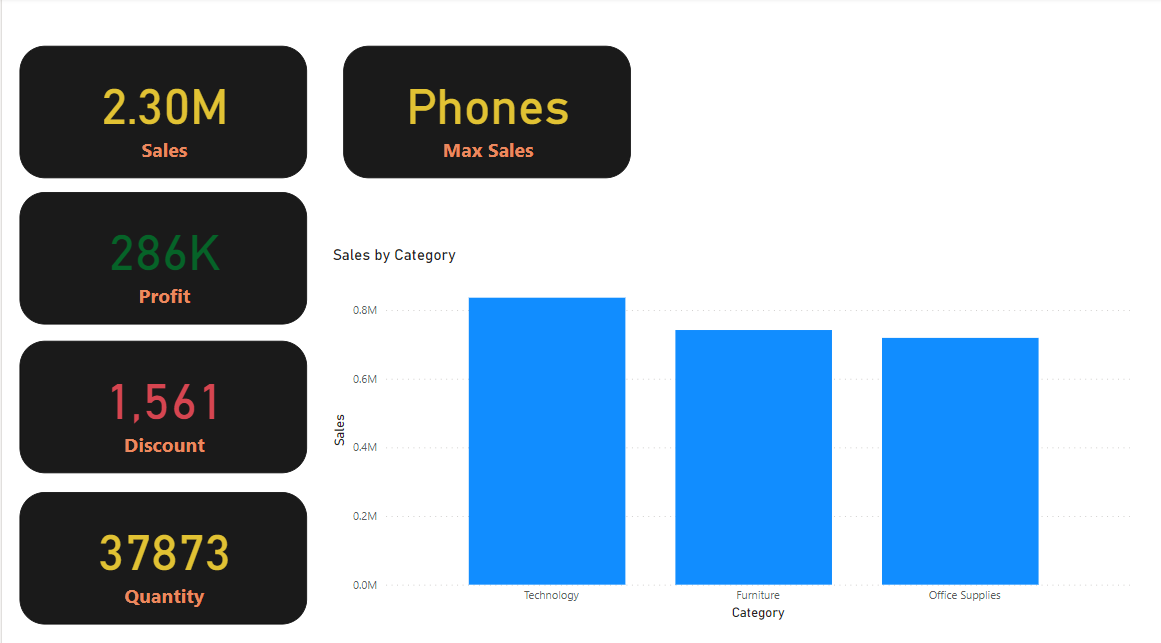 2.30M
Sales
Phones
Max Sales
286K
Profit
1,561
Discount
37873
Quantity
Sales by Category
Sales
0.8M
0.6M
0.4M
0.2M
0.0M
Technology
Furniture
Office Supplies
Category